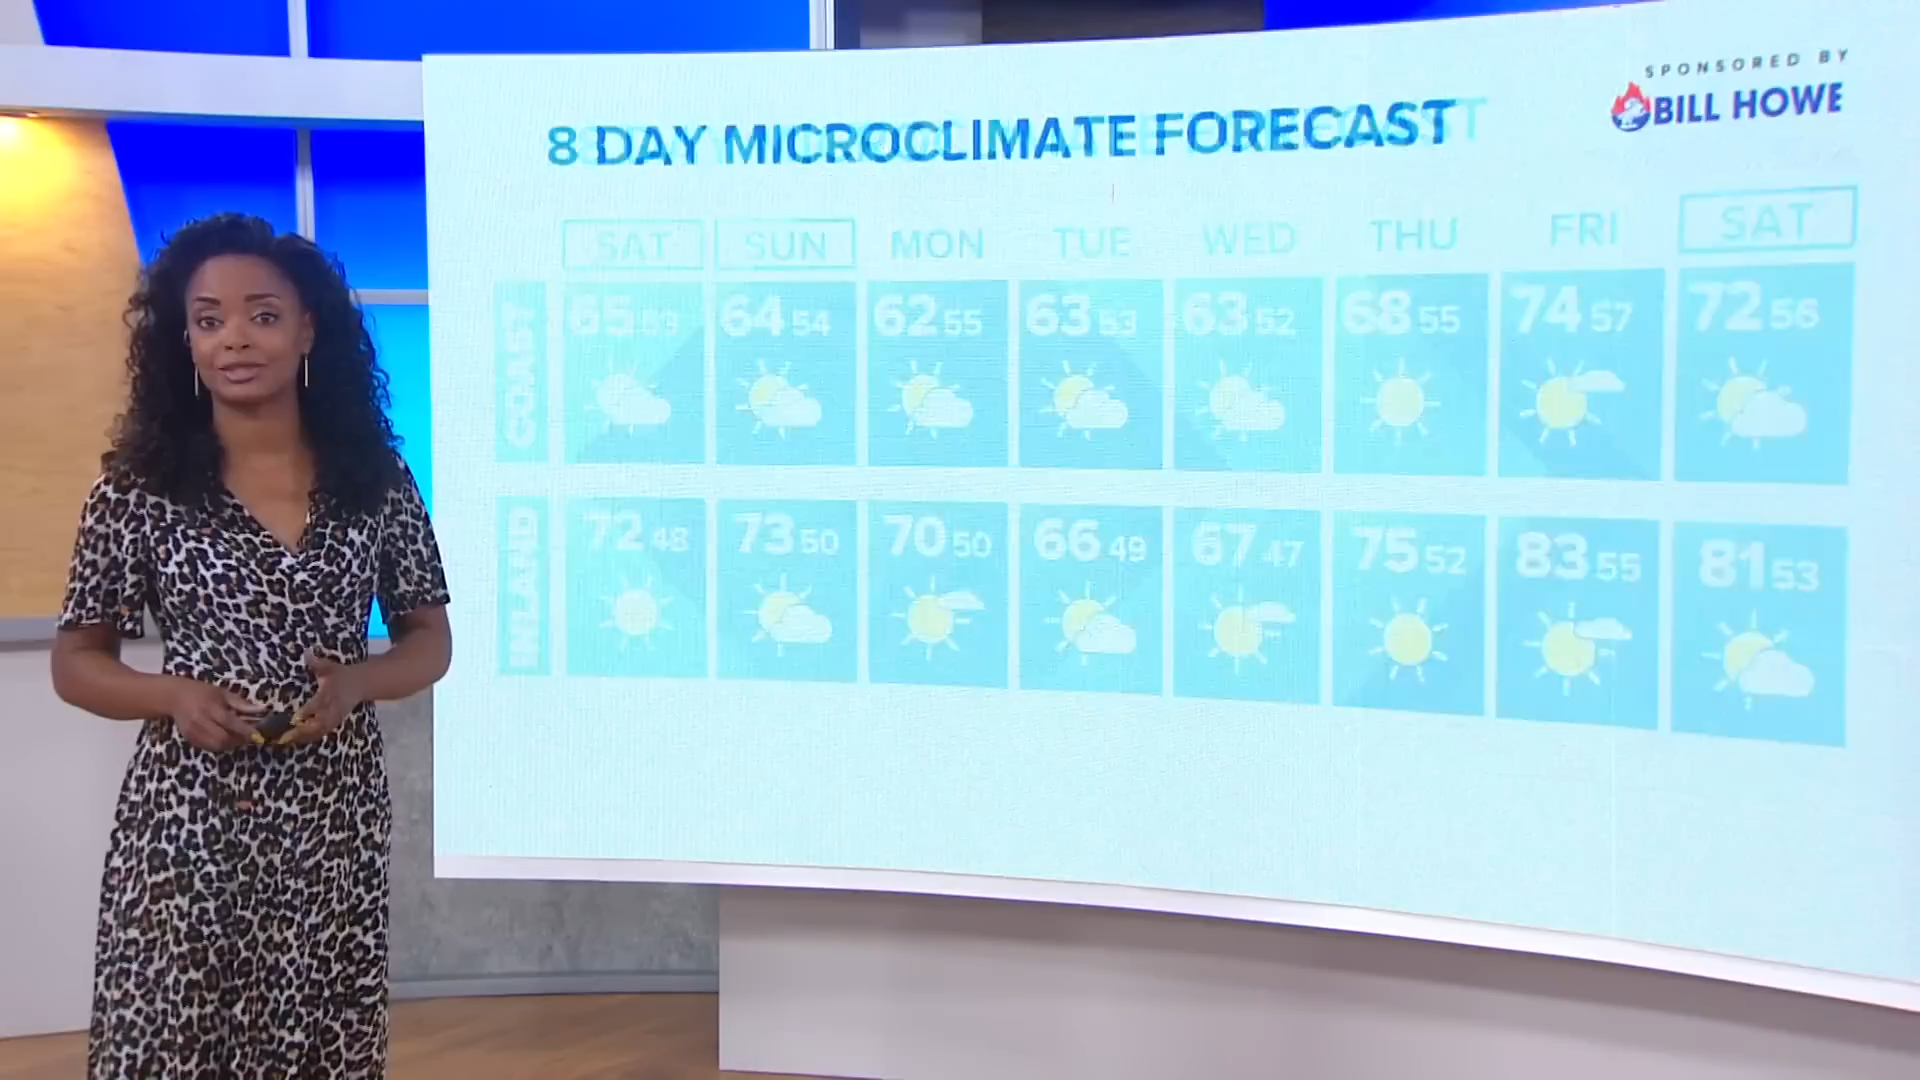 SPONSORED BY
BILL HOWE
8 DAY MICROCLIMATE FORECAST
SAT SUN MON TUE WED THU FRI SAT
COAST
65 53 64 54 62 55 63 53 63 52 68 55 74 57 72 56
INLAND
72 48 73 50 70 50 66 49 67 47 75 52 83 55 81 53